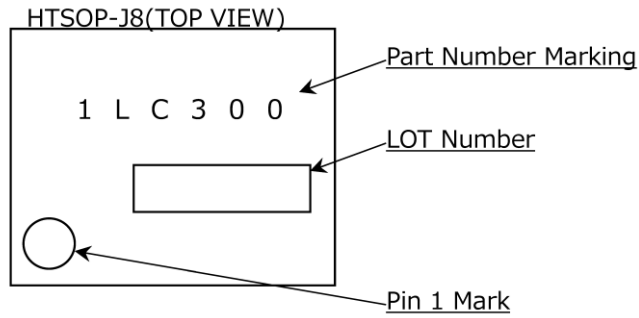 HTSOP-J8(TOP VIEW)
Part Number Marking
1 L C 3 0 0
LOT Number
Pin 1 Mark